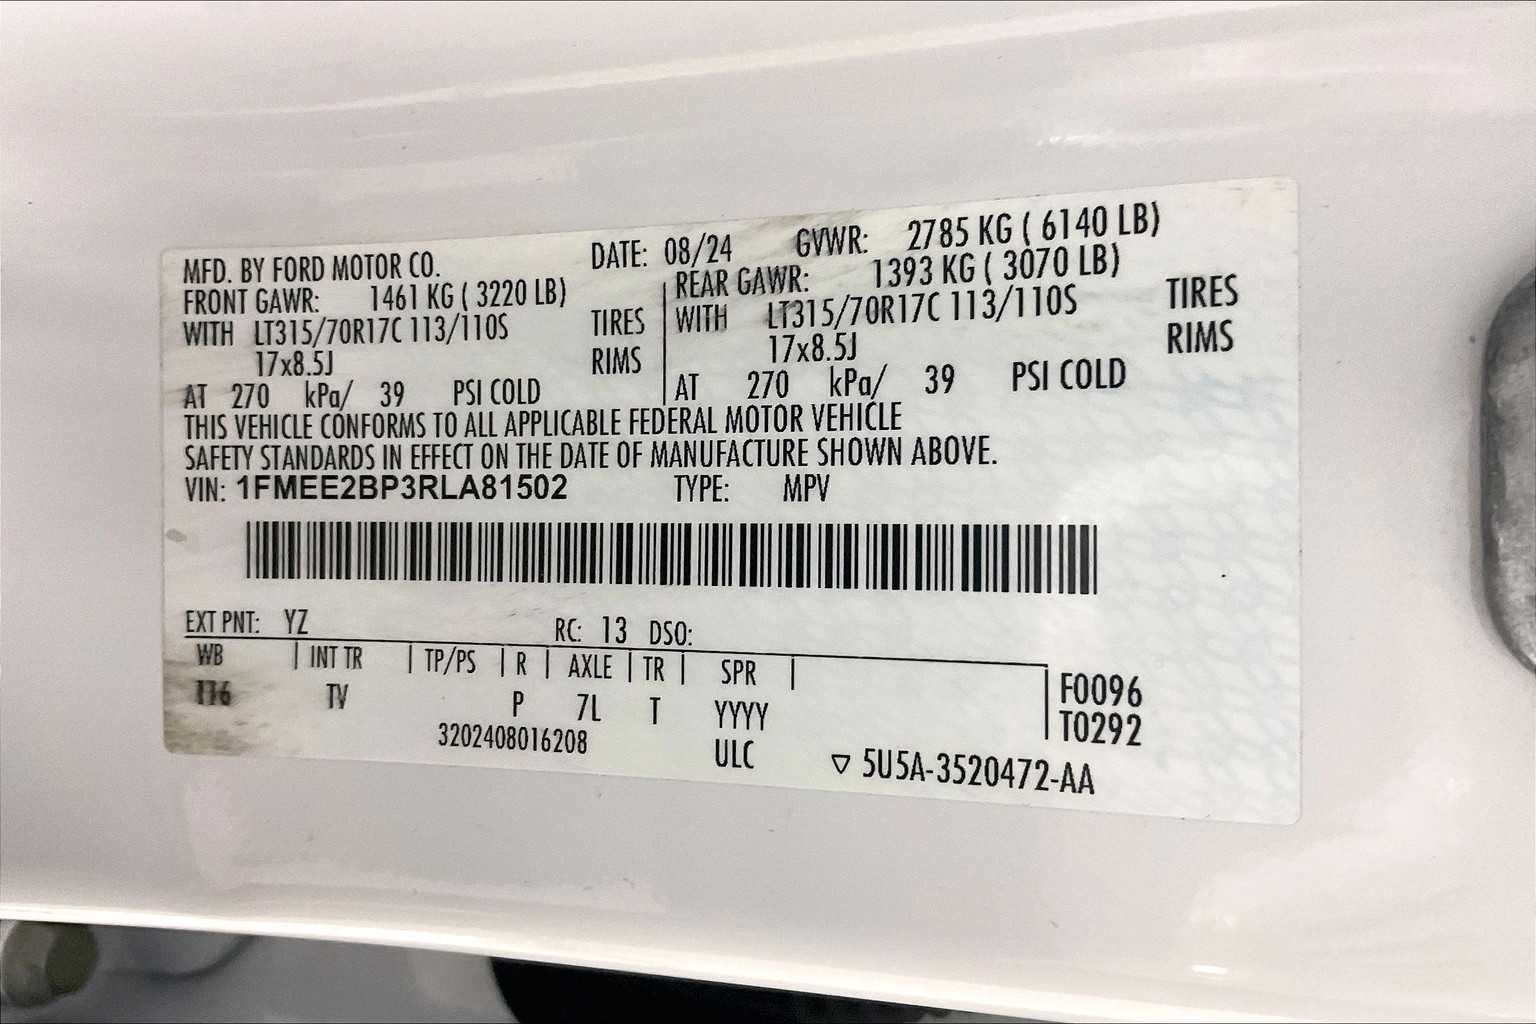 MFD. BY FORD MOTOR CO. DATE: 08/24 GVWR: 2785 KG ( 6140 LB)
FRONT GAWR: 1461 KG ( 3220 LB) REAR GAWR: 1393 KG ( 3070 LB)
WITH LT315/70R17C 113/110S TIRES WITH LT315/70R17C 113/110S TIRES
17x8.5J RIMS 17x8.5J RIMS
AT 270 kPa/ 39 PSI COLD AT 270 kPa/ 39 PSI COLD
THIS VEHICLE CONFORMS TO ALL APPLICABLE FEDERAL MOTOR VEHICLE
SAFETY STANDARDS IN EFFECT ON THE DATE OF MANUFACTURE SHOWN ABOVE.
VIN: 1FMEE2BP3RLA81502 TYPE: MPV
EXT PNT: YZ RC: 13 DSO:
WB INT TR TP/PS R AXLE TR SPR F0096
116 TV P 7L T YYYY T0292
3202408016208 ULC ▽ 5U5A-3520472-AA